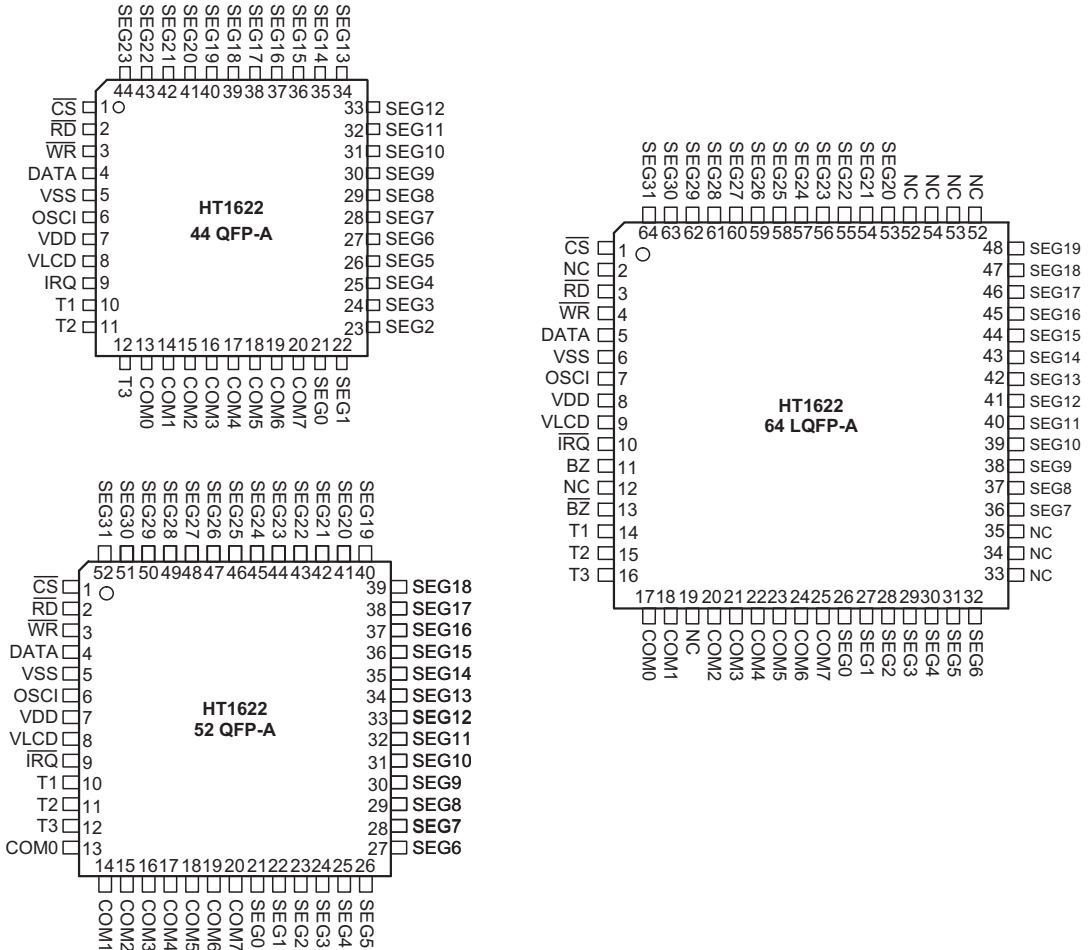 SEG23 SEG22 SEG21 SEG20 SEG19 SEG18 SEG17 SEG16 SEG15 SEG14 SEG13
44 43 42 41 40 39 38 37 36 35 34
C̅S̅ 1
R̅D̅ 2
W̅R̅ 3
DATA 4
VSS 5
OSCI 6
VDD 7
VLCD 8
IRQ 9
T1 10
T2 11
HT1622
44 QFP-A
33 SEG12
32 SEG11
31 SEG10
30 SEG9
29 SEG8
28 SEG7
27 SEG6
26 SEG5
25 SEG4
24 SEG3
23 SEG2
12 13 14 15 16 17 18 19 20 21 22
T3 COM0 COM1 COM2 COM3 COM4 COM5 COM6 COM7 SEG0 SEG1
SEG31 SEG30 SEG29 SEG28 SEG27 SEG26 SEG25 SEG24 SEG23 SEG22 SEG21 SEG20 NC NC NC NC
64 63 62 61 60 59 58 57 56 55 54 53 52 54 53 52
C̅S̅ 1
NC 2
R̅D̅ 3
W̅R̅ 4
DATA 5
VSS 6
OSCI 7
VDD 8
VLCD 9
I̅R̅Q̅ 10
BZ 11
NC 12
B̅Z̅ 13
T1 14
T2 15
T3 16
HT1622
64 LQFP-A
48 SEG19
47 SEG18
46 SEG17
45 SEG16
44 SEG15
43 SEG14
42 SEG13
41 SEG12
40 SEG11
39 SEG10
38 SEG9
37 SEG8
36 SEG7
35 NC
34 NC
33 NC
17 18 19 20 21 22 23 24 25 26 27 28 29 30 31 32
COM0 COM1 NC COM2 COM3 COM4 COM5 COM6 COM7 SEG0 SEG1 SEG2 SEG3 SEG4 SEG5 SEG6
SEG31 SEG30 SEG29 SEG28 SEG27 SEG26 SEG25 SEG24 SEG23 SEG22 SEG21 SEG20 SEG19
52 51 50 49 48 47 46 45 44 43 42 41 40
C̅S̅ 1
R̅D̅ 2
W̅R̅ 3
DATA 4
VSS 5
OSCI 6
VDD 7
VLCD 8
I̅R̅Q̅ 9
T1 10
T2 11
T3 12
COM0 13
HT1622
52 QFP-A
39 SEG18
38 SEG17
37 SEG16
36 SEG15
35 SEG14
34 SEG13
33 SEG12
32 SEG11
31 SEG10
30 SEG9
29 SEG8
28 SEG7
27 SEG6
14 15 16 17 18 19 20 21 22 23 24 25 26
COM1 COM2 COM3 COM4 COM5 COM6 COM7 SEG0 SEG1 SEG2 SEG3 SEG4 SEG5